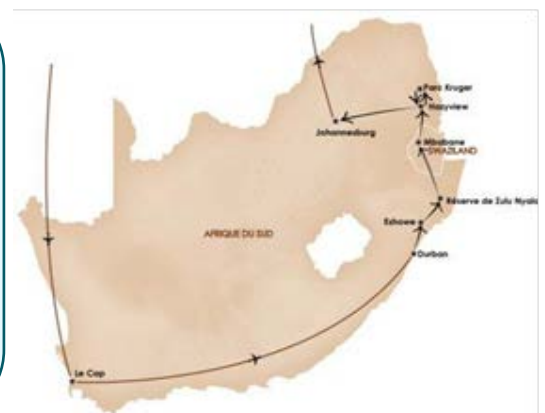 Parc Kruger
Hazyview
Johannesburg
Mbabane
SWAZILAND
Réserve de Zulu Nyala
Eshowe
AFRIQUE DU SUD
Durban
Le Cap